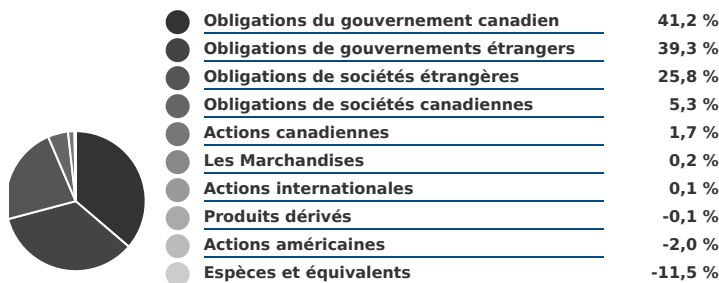 Obligations du gouvernement canadien 41,2 %
Obligations de gouvernements étrangers 39,3 %
Obligations de sociétés étrangères 25,8 %
Obligations de sociétés canadiennes 5,3 %
Actions canadiennes 1,7 %
Les Marchandises 0,2 %
Actions internationales 0,1 %
Produits dérivés -0,1 %
Actions américaines -2,0 %
Espèces et équivalents -11,5 %